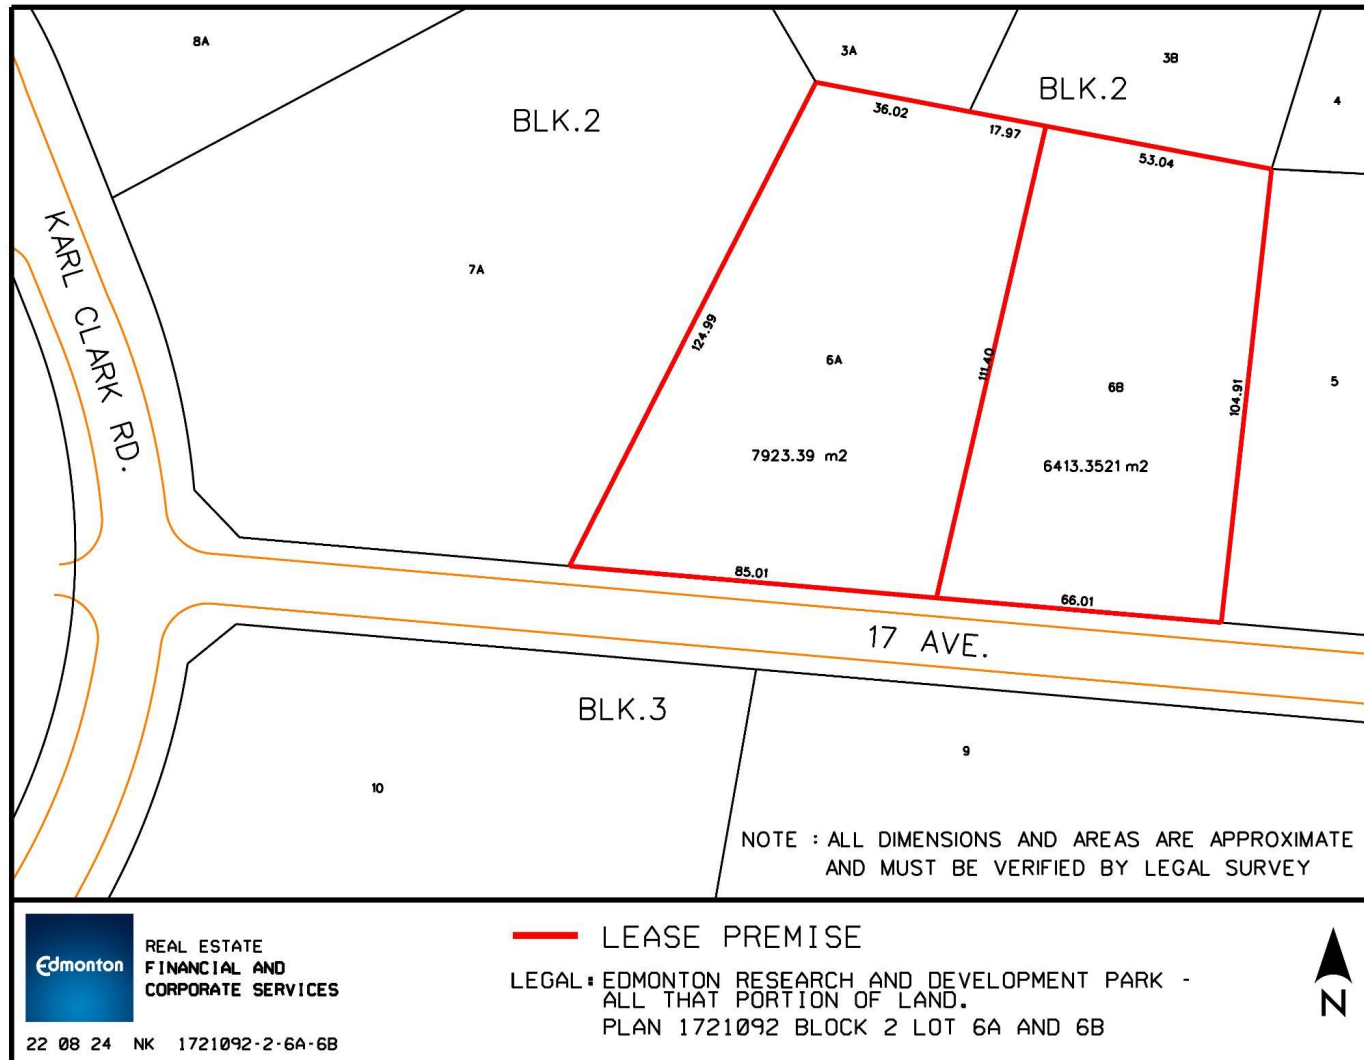 8A
3A
3B
4
BLK.2
BLK.2
36.02
17.97
53.04
KARL CLARK RD.
7A
124.99
6A
111.40
6B
104.91
5
7923.39 m2
6413.3521 m2
85.01
66.01
17 AVE.
BLK.3
10
9
NOTE : ALL DIMENSIONS AND AREAS ARE APPROXIMATE
AND MUST BE VERIFIED BY LEGAL SURVEY
Edmonton
REAL ESTATE
FINANCIAL AND
CORPORATE SERVICES
22 08 24 NK 1721092-2-6A-6B
LEASE PREMISE
LEGAL: EDMONTON RESEARCH AND DEVELOPMENT PARK -
ALL THAT PORTION OF LAND.
PLAN 1721092 BLOCK 2 LOT 6A AND 6B
N